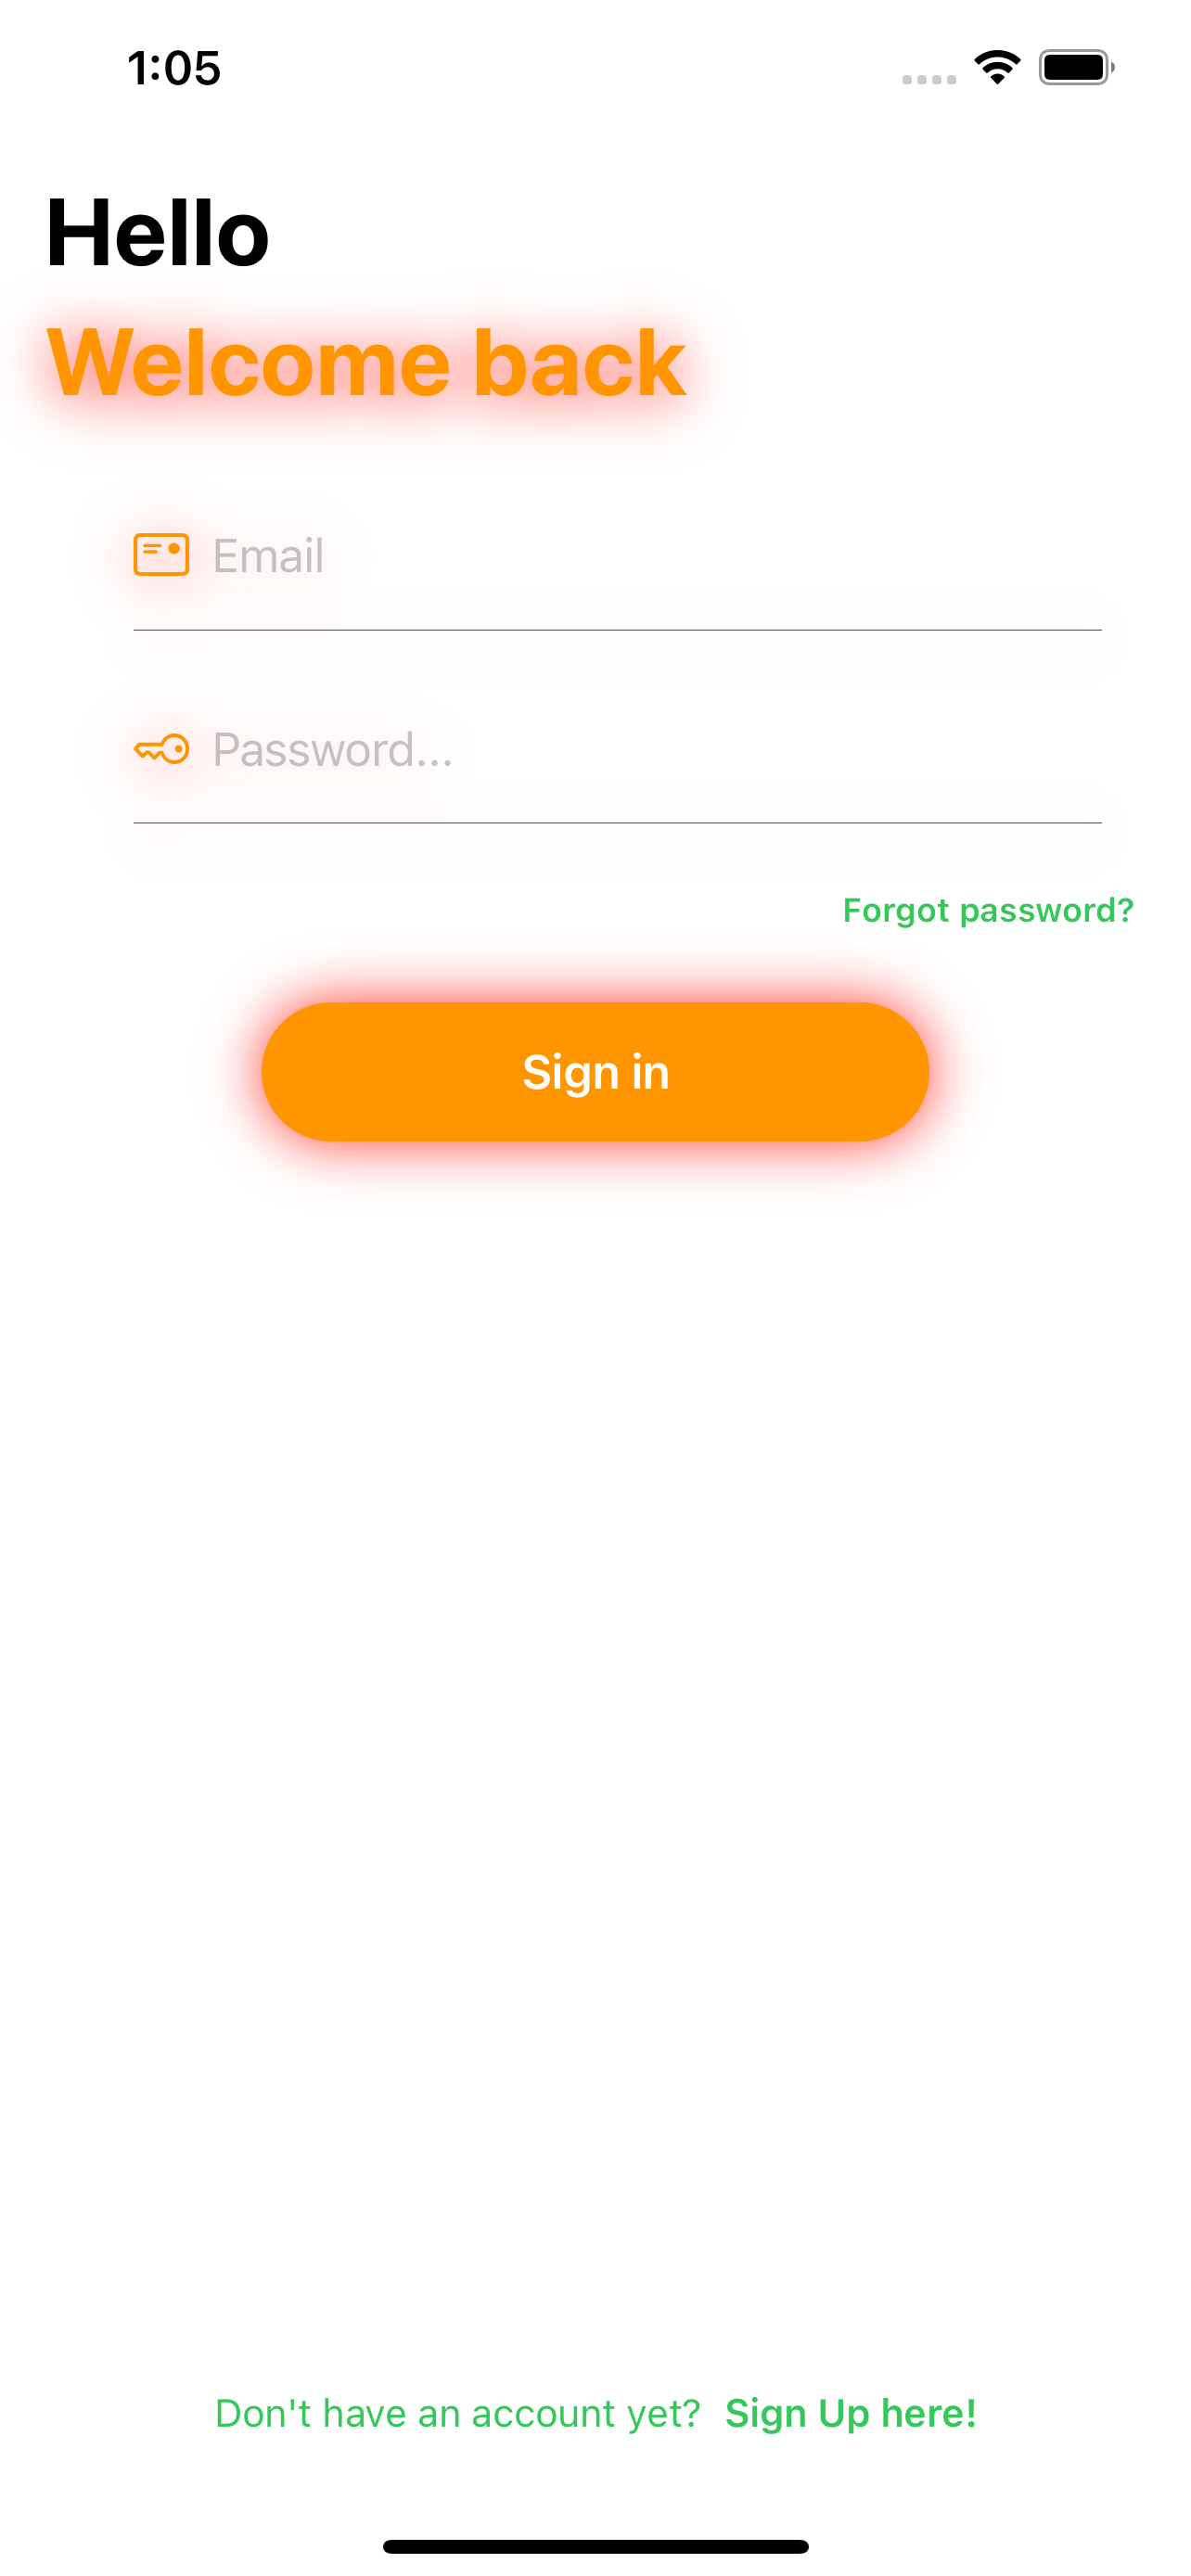 1:05
Hello
Welcome back
Email
Password...
Forgot password?
Sign in
Don't have an account yet? Sign Up here!